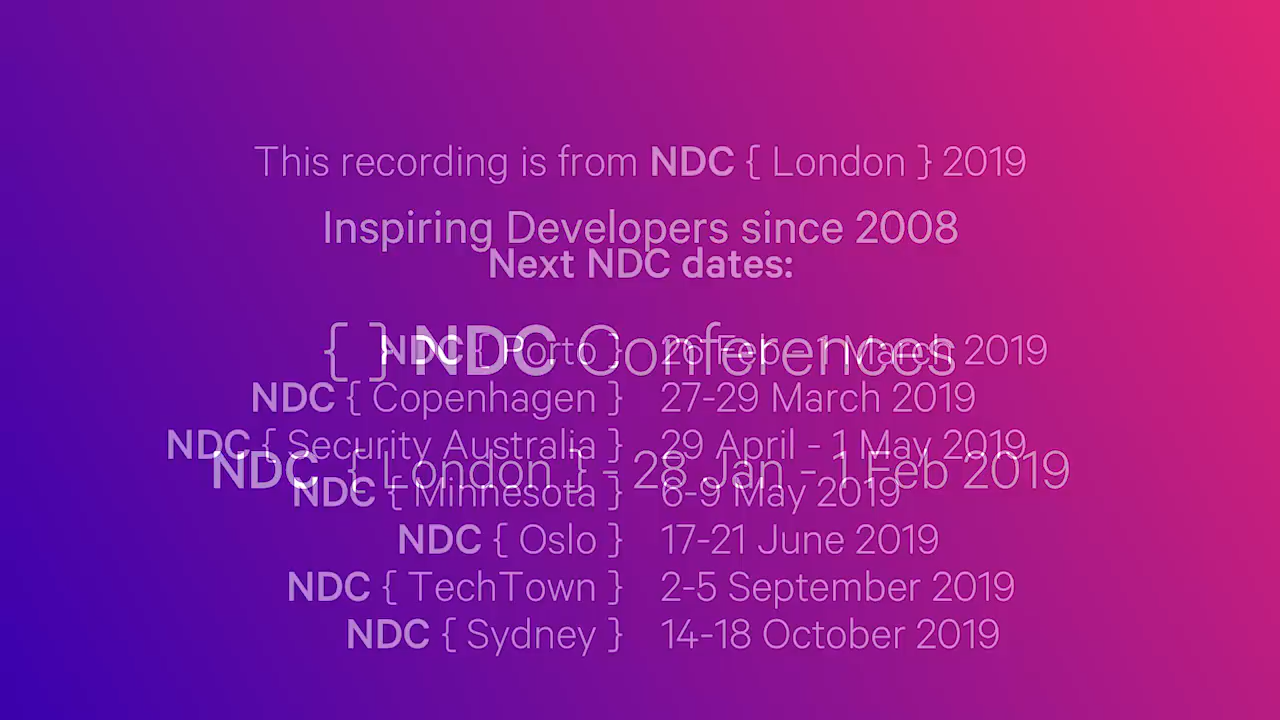 This recording is from NDC { London } 2019
Inspiring Developers since 2008
Next NDC dates:
{ } NDC Conferences
NDC { Porto } 26 Feb - 1 March 2019
NDC { Copenhagen } 27-29 March 2019
NDC { Security Australia } 29 April - 1 May 2019
NDC { London } - 28 Jan - 1 Feb 2019
NDC { Minnesota } 6-9 May 2019
NDC { Oslo } 17-21 June 2019
NDC { TechTown } 2-5 September 2019
NDC { Sydney } 14-18 October 2019